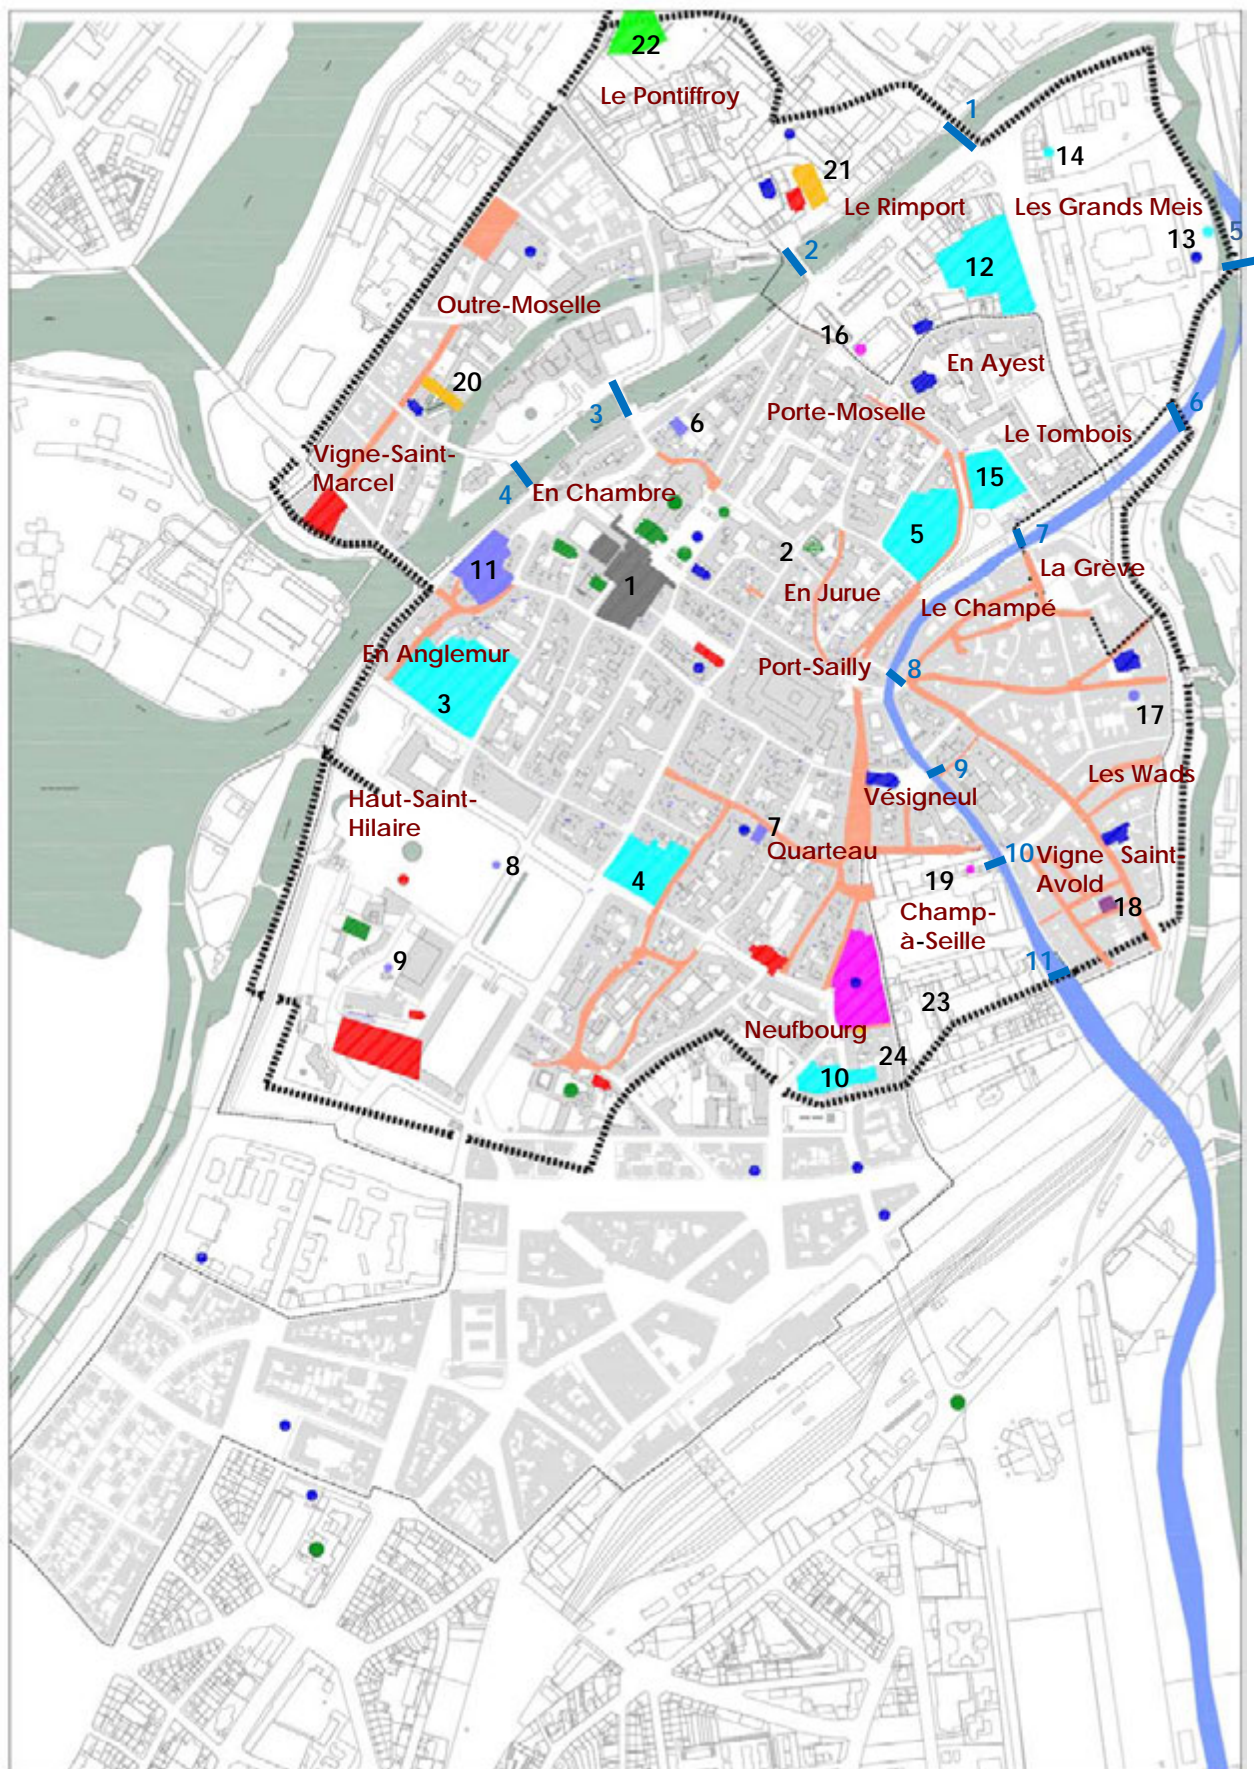 22
Le Pontiffroy
1
14
21
Le Rimport
Les Grands Meis
5
13
2
12
Outre-Moselle
16
En Ayest
20
3
6
Porte-Moselle
6
Le Tombois
Vigne-Saint-
Marcel
4
En Chambre
15
5
2
7
11
1
La Grève
En Jurue
Le Champé
En Anglemur
Port-Sailly
8
3
17
9
Les Wads
Haut-Saint-
Hilaire
Vésigneul
7
Quarteau
10
Vigne Saint-
Avold
8
4
19
18
Champ-
à-Seille
9
11
23
Neufbourg
24
10